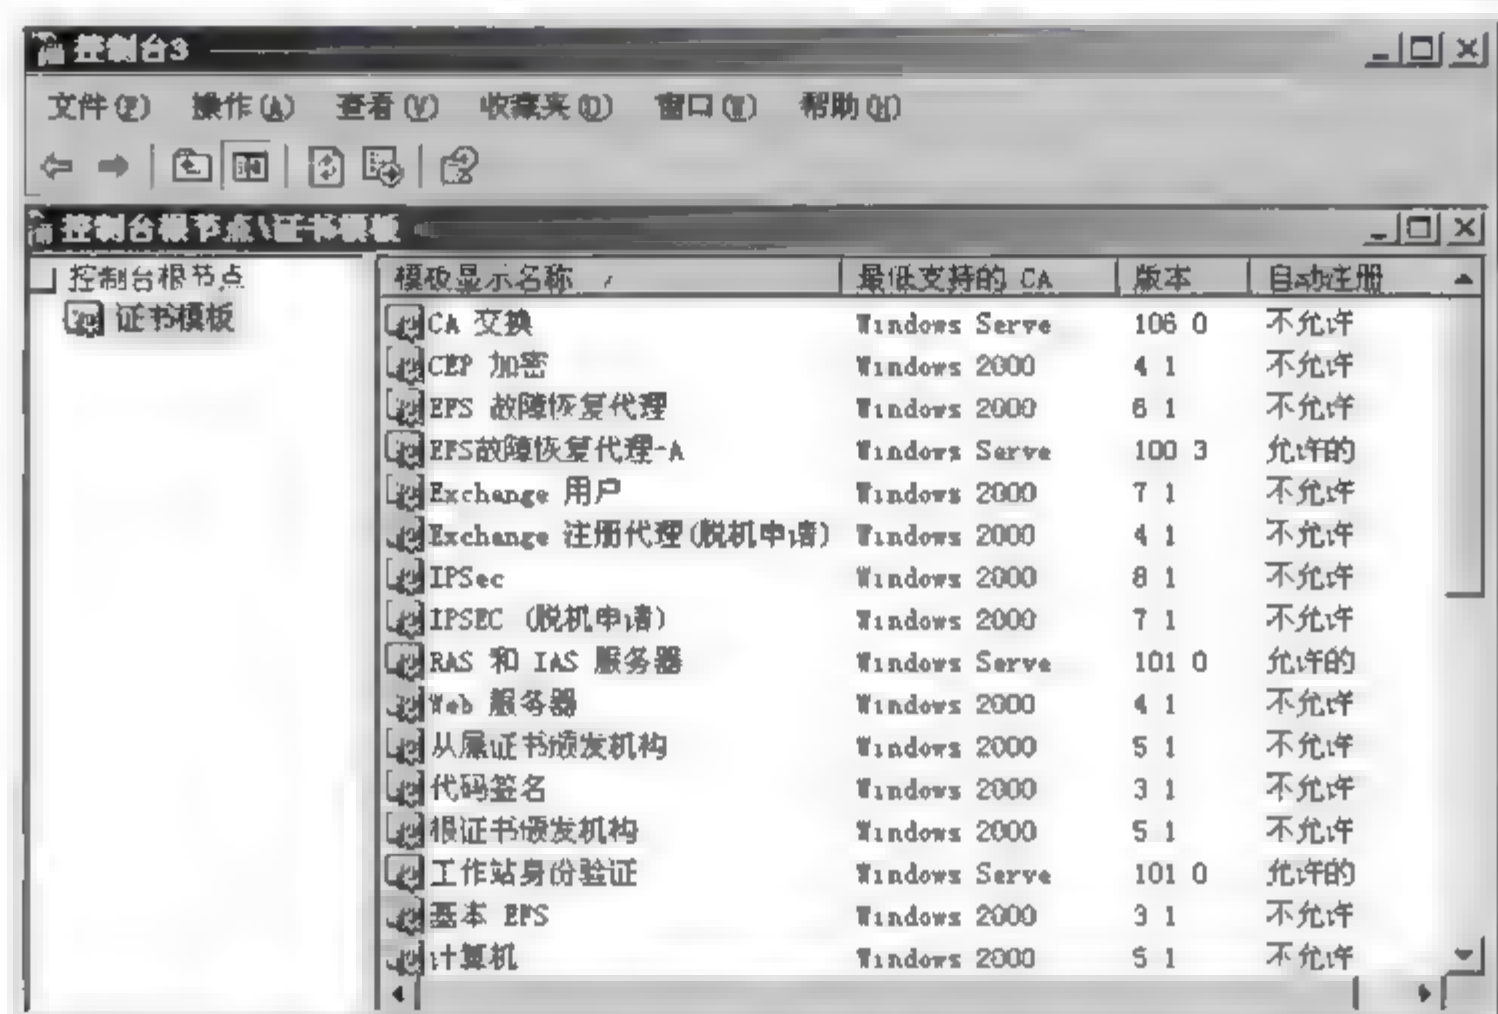 控制台3
文件(F) 操作(A) 查看(V) 收藏夹(O) 窗口(W) 帮助(H)
控制台根节点\证书模板
控制台根节点
证书模板
模板显示名称 最低支持的 CA 版本 自动注册
CA 交换 Windows Serve 106 0 不允许
CEP 加密 Windows 2000 4 1 不允许
EFS 故障恢复代理 Windows 2000 6 1 不允许
EFS故障恢复代理-A Windows Serve 100 3 允许的
Exchange 用户 Windows 2000 7 1 不允许
Exchange 注册代理(脱机申请) Windows 2000 4 1 不允许
IPSec Windows 2000 8 1 不允许
IPSEC (脱机申请) Windows 2000 7 1 不允许
RAS 和 IAS 服务器 Windows Serve 101 0 允许的
Web 服务器 Windows 2000 4 1 不允许
从属证书颁发机构 Windows 2000 5 1 不允许
代码签名 Windows 2000 3 1 不允许
根证书颁发机构 Windows 2000 5 1 不允许
工作站身份验证 Windows Serve 101 0 允许的
基本 EFS Windows 2000 3 1 不允许
计算机 Windows 2000 5 1 不允许